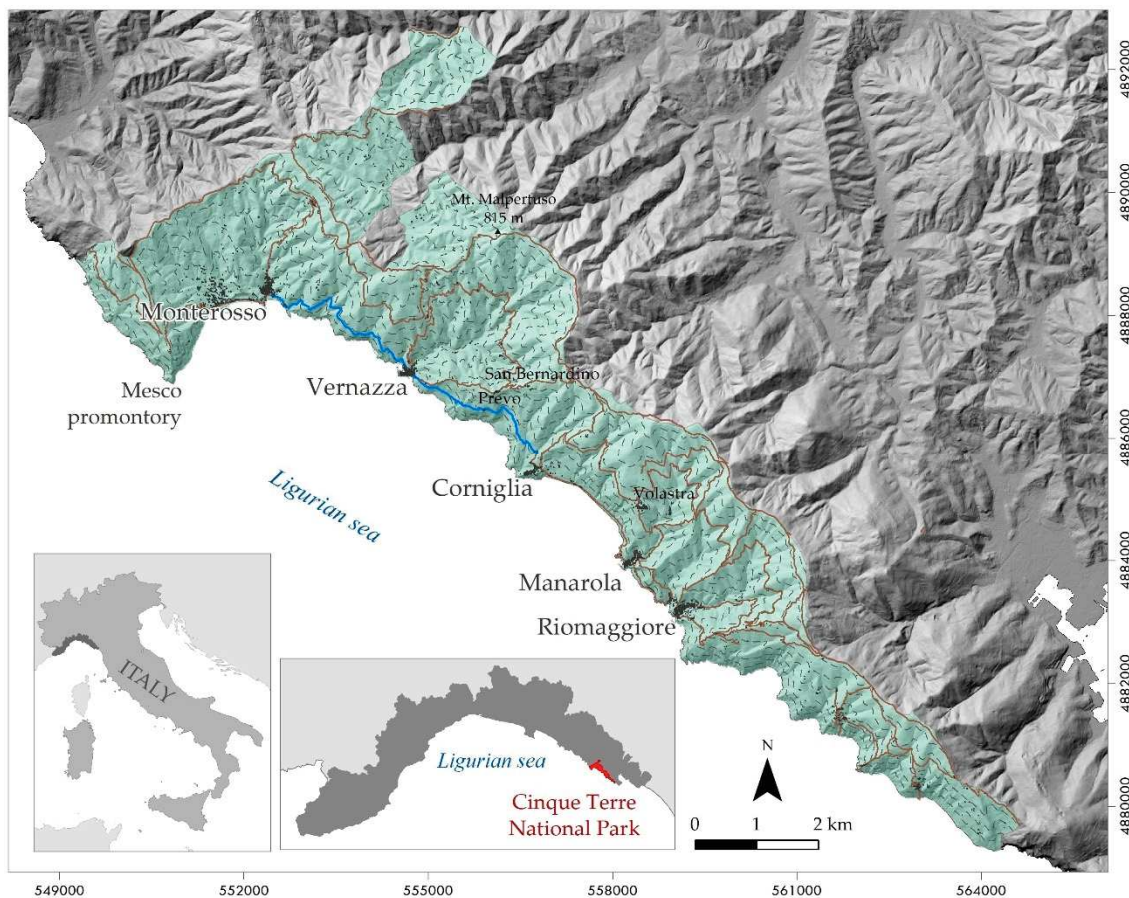 4892000
4890000
4888000
4886000
4884000
4882000
4880000
Mt. Malpertuso
815 m
Monterosso
Mesco
promontory
Vernazza
San Bernardino
Prevo
Corniglia
Volastra
Ligurian sea
Manarola
Riomaggiore
ITALY
Ligurian sea
Cinque Terre
National Park
N
0 1 2 km
549000 552000 555000 558000 561000 564000